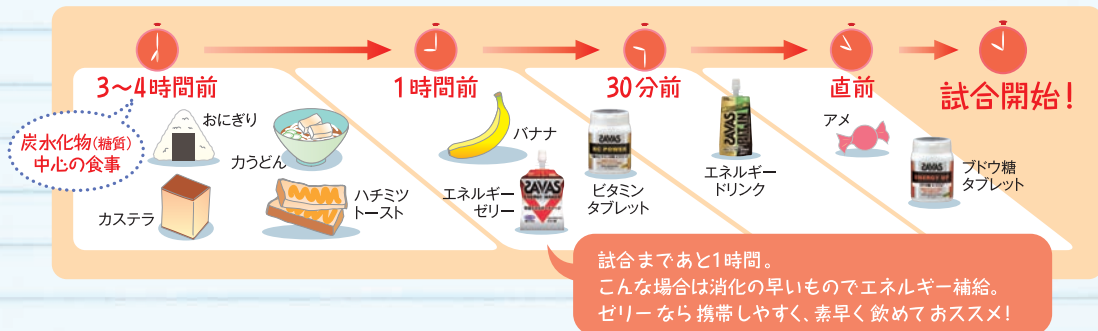 3〜4時間前
1時間前
30分前
直前
試合開始!
炭水化物(糖質)
中心の食事
おにぎり
力うどん
カステラ
ハチミツ
トースト
バナナ
エネルギー
ゼリー
SAVAS
ビタミン
タブレット
SAVAS
エネルギー
ドリンク
SAVAS
アメ
ブドウ糖
タブレット
SAVAS
ENERGY UP
試合まであと1時間。
こんな場合は消化の早いものでエネルギー補給。
ゼリーなら携帯しやすく、素早く飲めておススメ!